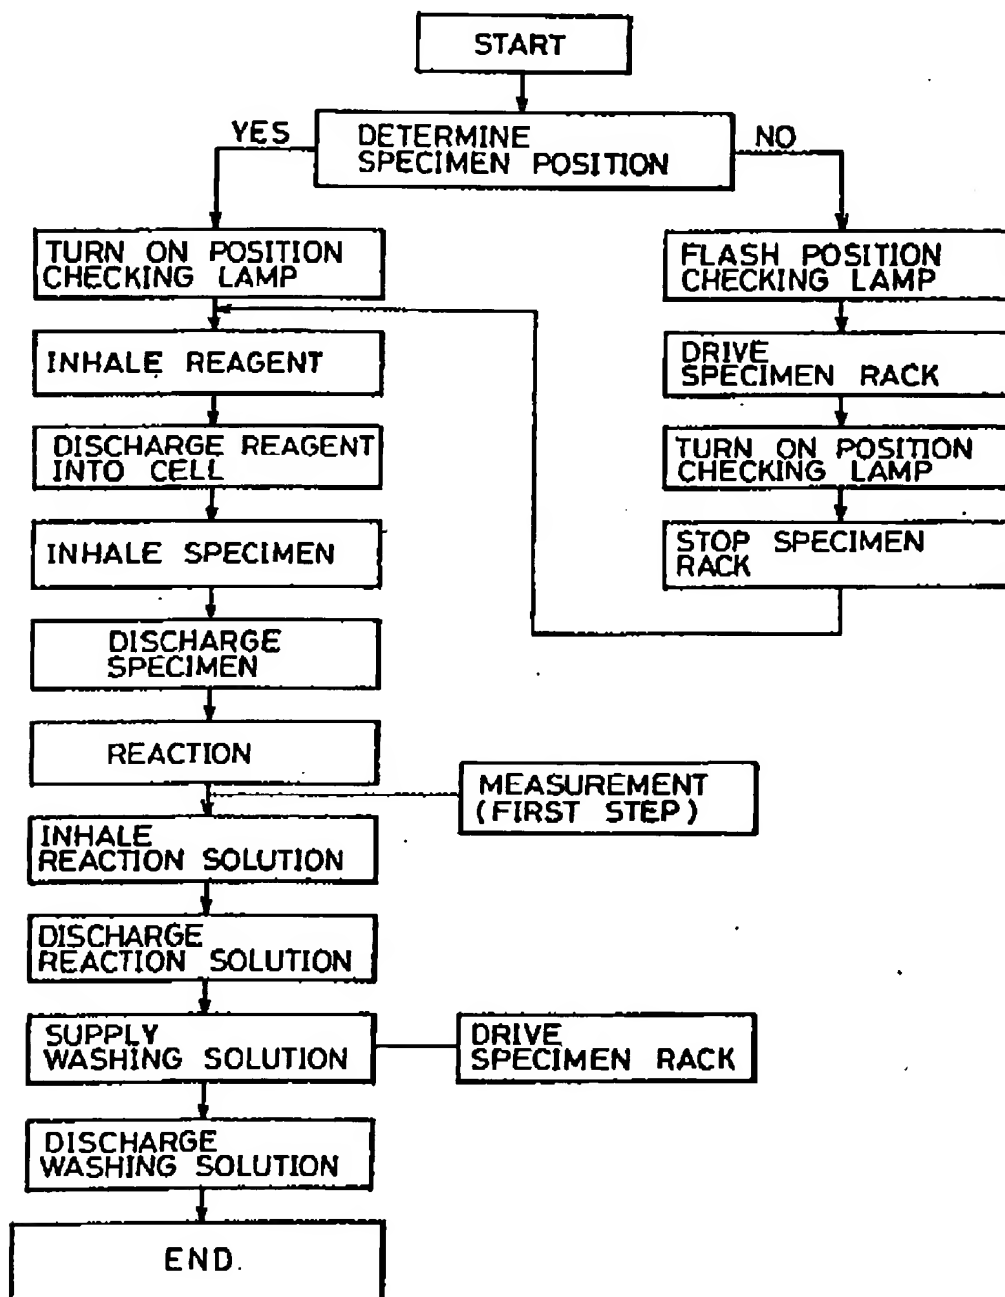 START
DETERMINE
SPECIMEN POSITION
YES
NO
TURN ON POSITION
CHECKING LAMP
FLASH POSITION
CHECKING LAMP
INHALE REAGENT
DRIVE
SPECIMEN RACK
DISCHARGE REAGENT
INTO CELL
TURN ON POSITION
CHECKING LAMP
INHALE SPECIMEN
STOP SPECIMEN
RACK
DISCHARGE
SPECIMEN
REACTION
MEASUREMENT
(FIRST STEP)
INHALE
REACTION SOLUTION
DISCHARGE
REACTION SOLUTION
SUPPLY
WASHING SOLUTION
DRIVE
SPECIMEN RACK
DISCHARGE
WASHING SOLUTION
END.